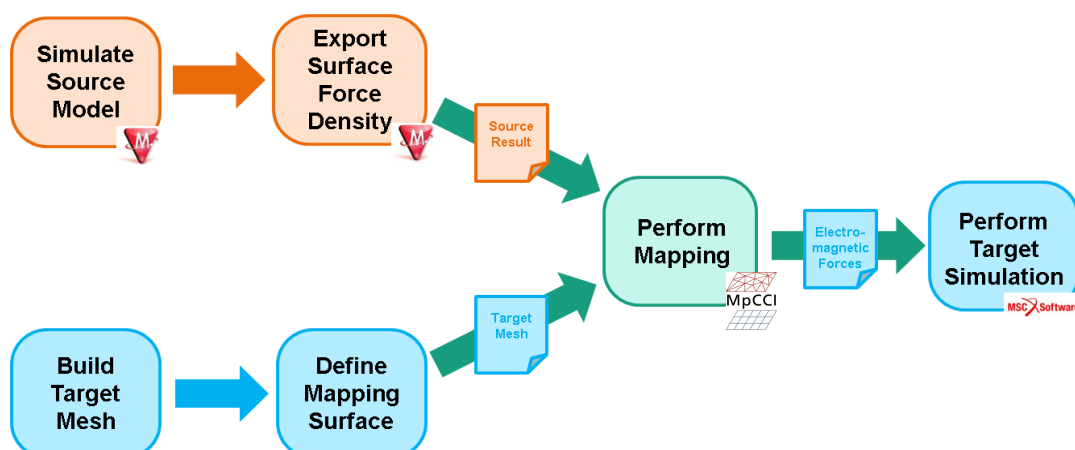 Simulate
Source
Model
M
Export
Surface
Force
Density
M
Source
Result
Perform
Mapping
MpCCI
Electro-
magnetic
Forces
Perform
Target
Simulation
MSC Software
Build
Target
Mesh
Define
Mapping
Surface
Target
Mesh